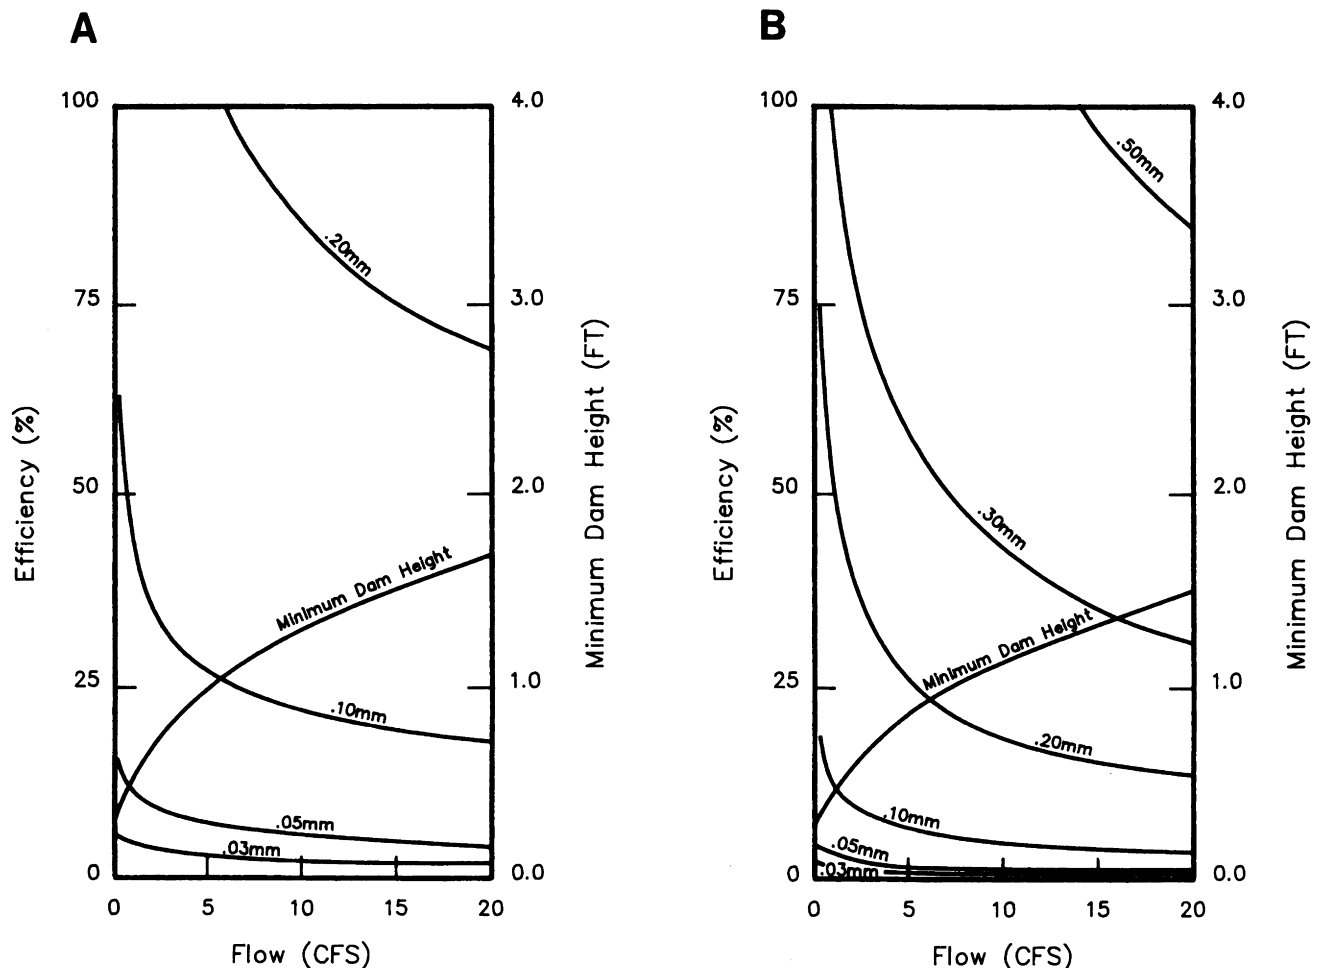 A
100
75
50
25
0
4.0
3.0
2.0
1.0
0.0
0
5
10
15
20
Efficiency (%)
Minimum Dam Height (FT)
Flow (CFS)
.20mm
Minimum Dam Height
.10mm
.05mm
.03mm
B
100
75
50
25
0
4.0
3.0
2.0
1.0
0.0
0
5
10
15
20
Efficiency (%)
Minimum Dam Height (FT)
Flow (CFS)
.50mm
.30mm
Minimum Dam Height
.20mm
.10mm
.05mm
.03mm